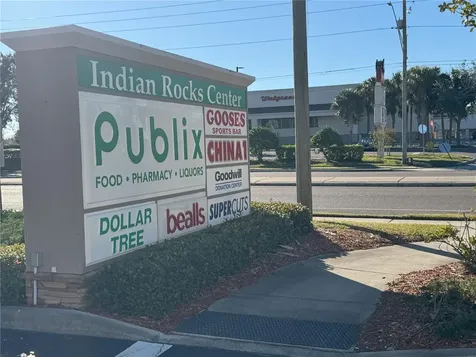 Indian Rocks Center
Publix
FOOD • PHARMACY • LIQUORS
GOOSES
SPORTS BAR
CHINA 1
Goodwill
DONATION CENTER
DOLLAR
TREE
bealls
SUPERCUTS
Walgreens